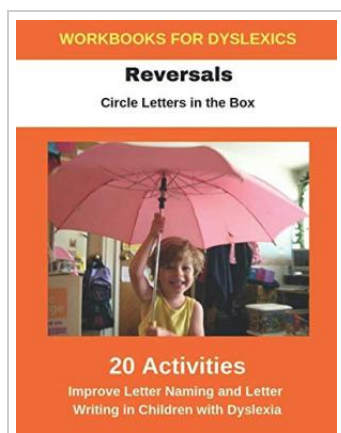 WORKBOOKS FOR DYSLEXICS
Reversals
Circle Letters in the Box
20 Activities
Improve Letter Naming and Letter
Writing in Children with Dyslexia